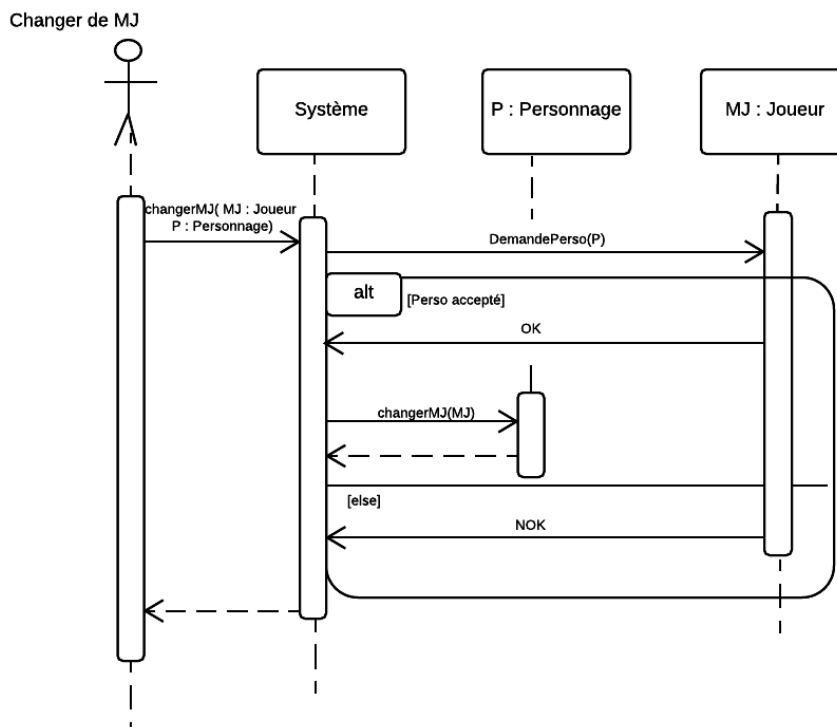 Changer de MJ
Système
P : Personnage
MJ : Joueur
changerMJ( MJ : Joueur
P : Personnage)
DemandePerso(P)
alt
[Perso accepté]
OK
changerMJ(MJ)
[else]
NOK